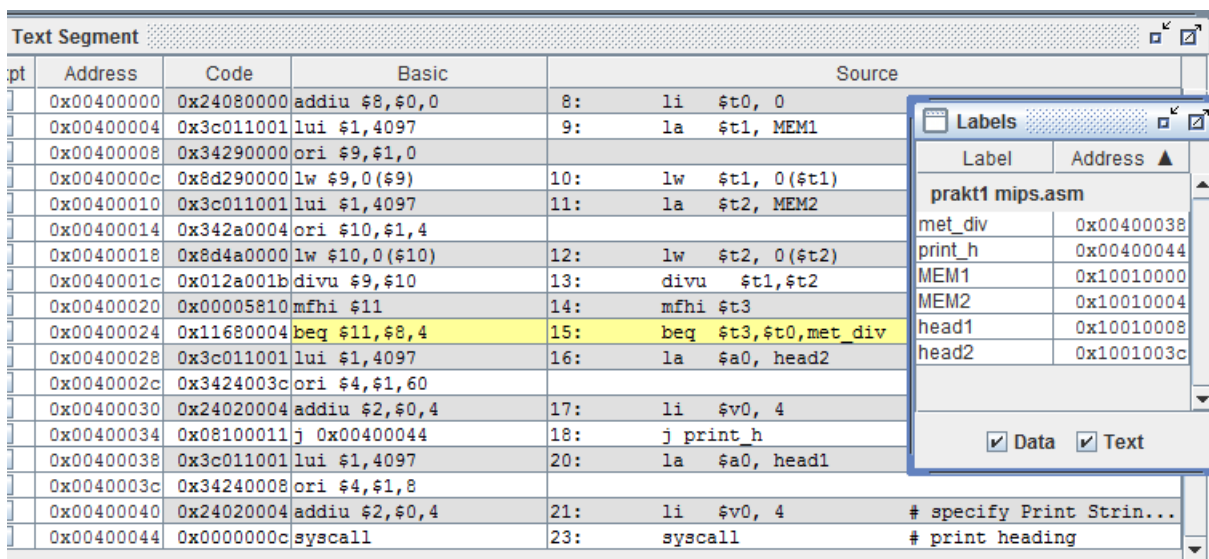 Text Segment
pt Address Code Basic Source
0x00400000 0x24080000 addiu $8,$0,0 8: li $t0, 0
0x00400004 0x3c011001 lui $1,4097 9: la $t1, MEM1
0x00400008 0x34290000 ori $9,$1,0
0x0040000c 0x8d290000 lw $9,0($9) 10: lw $t1, 0($t1)
0x00400010 0x3c011001 lui $1,4097 11: la $t2, MEM2
0x00400014 0x342a0004 ori $10,$1,4
0x00400018 0x8d4a0000 lw $10,0($10) 12: lw $t2, 0($t2)
0x0040001c 0x012a001b divu $9,$10 13: divu $t1,$t2
0x00400020 0x00005810 mfhi $11 14: mfhi $t3
0x00400024 0x11680004 beq $11,$8,4 15: beq $t3,$t0,met_div
0x00400028 0x3c011001 lui $1,4097 16: la $a0, head2
0x0040002c 0x3424003c ori $4,$1,60
0x00400030 0x24020004 addiu $2,$0,4 17: li $v0, 4
0x00400034 0x08100011 j 0x00400044 18: j print_h
0x00400038 0x3c011001 lui $1,4097 20: la $a0, head1
0x0040003c 0x34240008 ori $4,$1,8
0x00400040 0x24020004 addiu $2,$0,4 21: li $v0, 4 # specify Print Strin...
0x00400044 0x0000000c syscall 23: syscall # print heading
Labels
Label Address ▲
prakt1 mips.asm
met_div 0x00400038
print_h 0x00400044
MEM1 0x10010000
MEM2 0x10010004
head1 0x10010008
head2 0x1001003c
Data Text